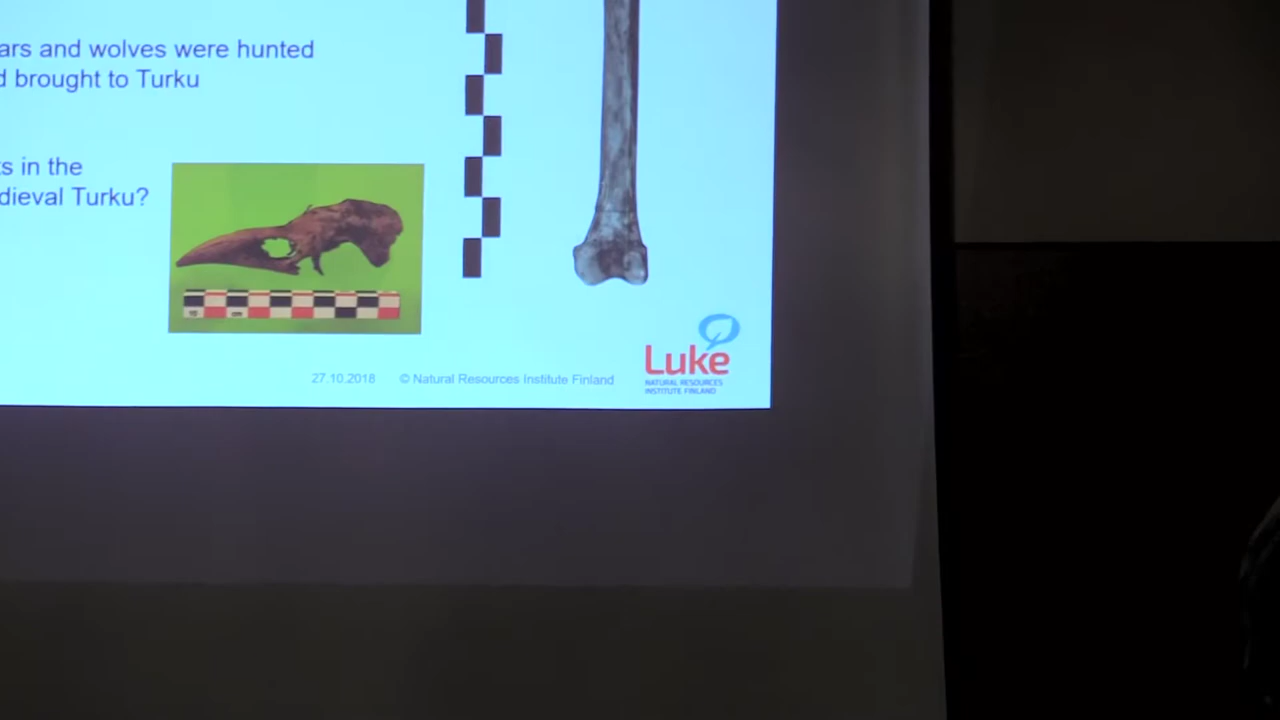 ars and wolves were hunted
d brought to Turku
ts in the
dieval Turku?
27.10.2018 © Natural Resources Institute Finland
Luke
NATURAL RESOURCES
INSTITUTE FINLAND